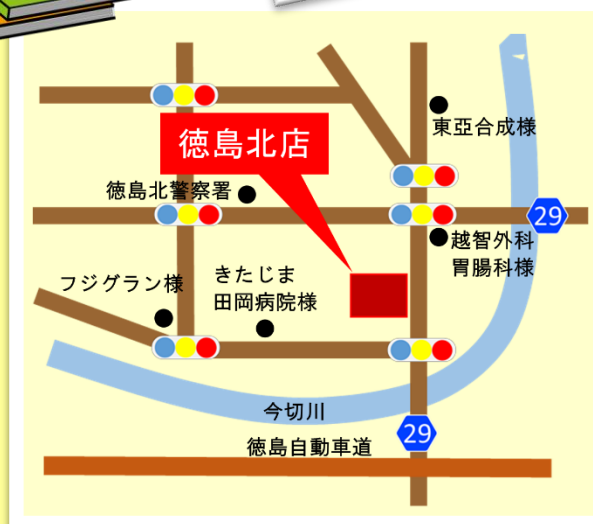 東亞合成様
徳島北店
徳島北警察署
29
越智外科
胃腸科様
フジグラン様
きたじま
田岡病院様
今切川
29
徳島自動車道